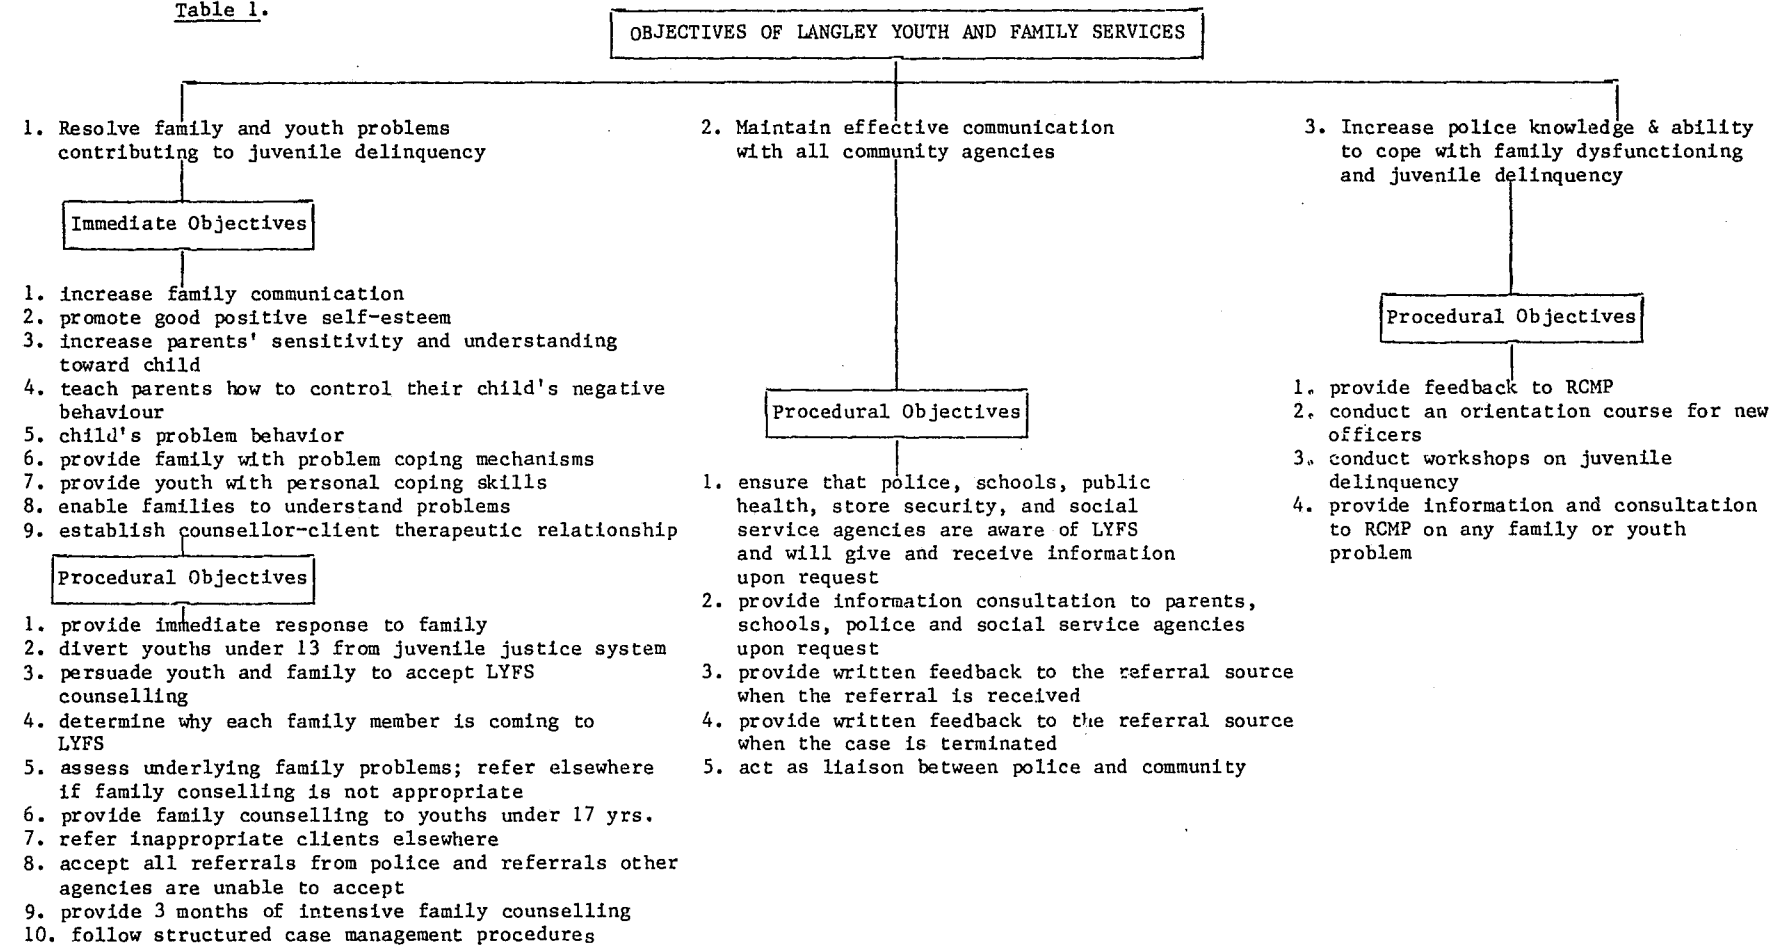 Table 1.
OBJECTIVES OF LANGLEY YOUTH AND FAMILY SERVICES
1. Resolve family and youth problems
contributing to juvenile delinquency
Immediate Objectives
1. increase family communication
2. promote good positive self-esteem
3. increase parents' sensitivity and understanding
toward child
4. teach parents how to control their child's negative
behaviour
5. child's problem behavior
6. provide family with problem coping mechanisms
7. provide youth with personal coping skills
8. enable families to understand problems
9. establish counsellor-client therapeutic relationship
Procedural Objectives
1. provide immediate response to family
2. divert youths under 13 from juvenile justice system
3. persuade youth and family to accept LYFS
counselling
4. determine why each family member is coming to
LYFS
5. assess underlying family problems; refer elsewhere
if family conselling is not appropriate
6. provide family counselling to youths under 17 yrs.
7. refer inappropriate clients elsewhere
8. accept all referrals from police and referrals other
agencies are unable to accept
9. provide 3 months of intensive family counselling
10. follow structured case management procedures
2. Maintain effective communication
with all community agencies
Procedural Objectives
1. ensure that police, schools, public
health, store security, and social
service agencies are aware of LYFS
and will give and receive information
upon request
2. provide information consultation to parents,
schools, police and social service agencies
upon request
3. provide written feedback to the referral source
when the referral is received
4. provide written feedback to the referral source
when the case is terminated
5. act as liaison between police and community
3. Increase police knowledge & ability
to cope with family dysfunctioning
and juvenile delinquency
Procedural Objectives
1. provide feedback to RCMP
2. conduct an orientation course for new
officers
3. conduct workshops on juvenile
delinquency
4. provide information and consultation
to RCMP on any family or youth
problem